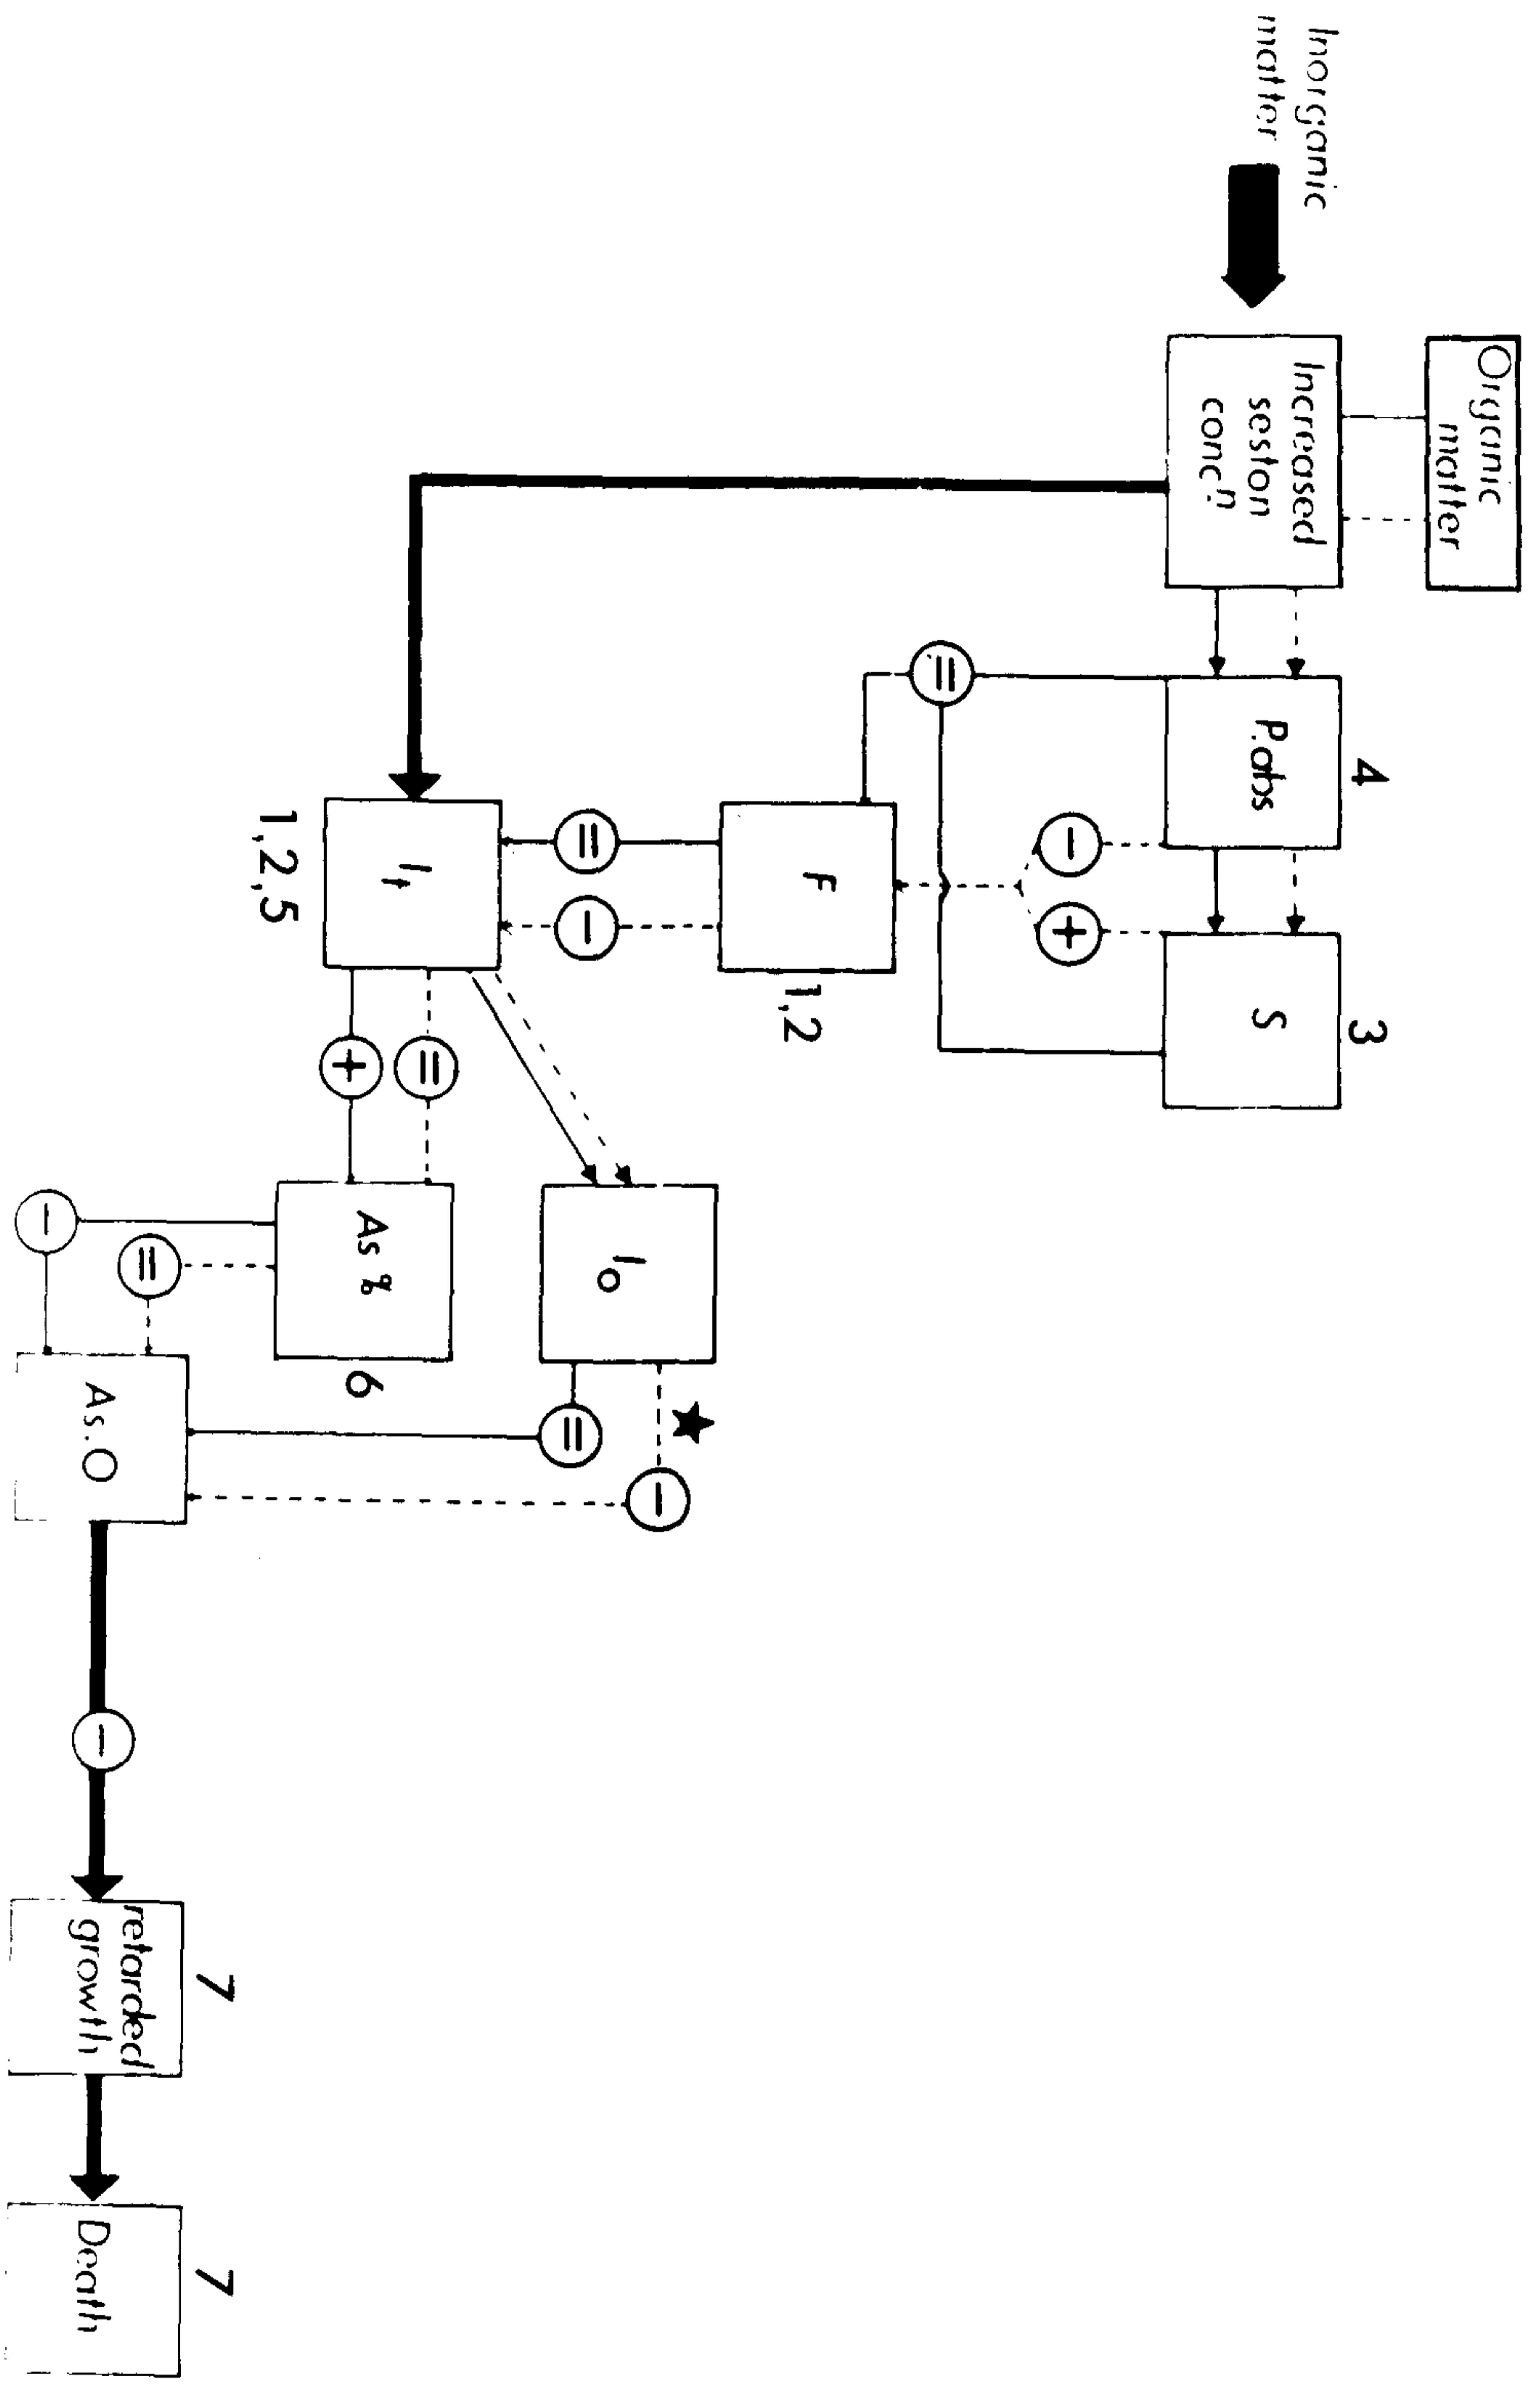 Organic
matter
Inorganic
matter
Increased
seston
concⁿ
4
P.abs
3
S
−
+
=
1,2
F
=
−
I_t
1,2,5
I_o
★
−
=
=
+
As %
6
=
−
As.O
−
7
retarded
growth
7
Death